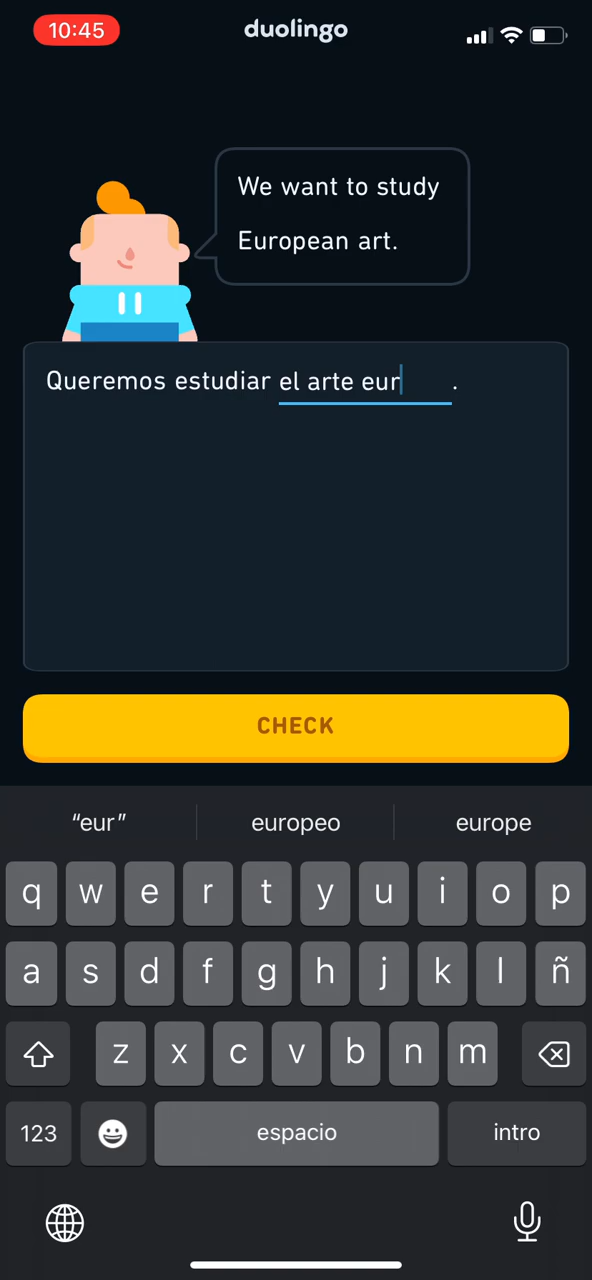 10:45
duolingo
We want to study
European art.
Queremos estudiar el arte eur .
CHECK
“eur” europeo europe
q w e r t y u i o p
a s d f g h j k l ñ
z x c v b n m
123 espacio intro